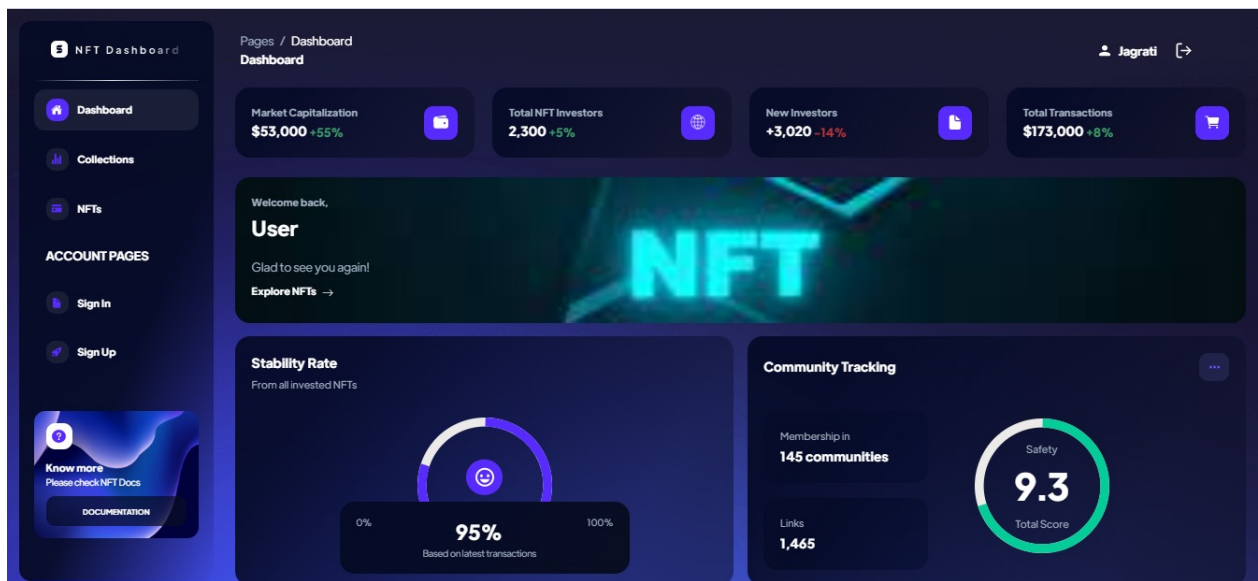 NFT Dashboard
Dashboard
Collections
NFTs
ACCOUNT PAGES
Sign In
Sign Up
Know more
Please check NFT Docs
DOCUMENTATION
Pages / Dashboard
Dashboard
Jagrati
Market Capitalization
$53,000 +55%
Total NFT Investors
2,300 +5%
New Investors
+3,020 -14%
Total Transactions
$173,000 +8%
Welcome back,
User
Glad to see you again!
Explore NFTs →
NFT
Stability Rate
From all invested NFTs
0%
95%
100%
Based on latest transactions
Community Tracking
Membership in
145 communities
Links
1,465
Safety
9.3
Total Score